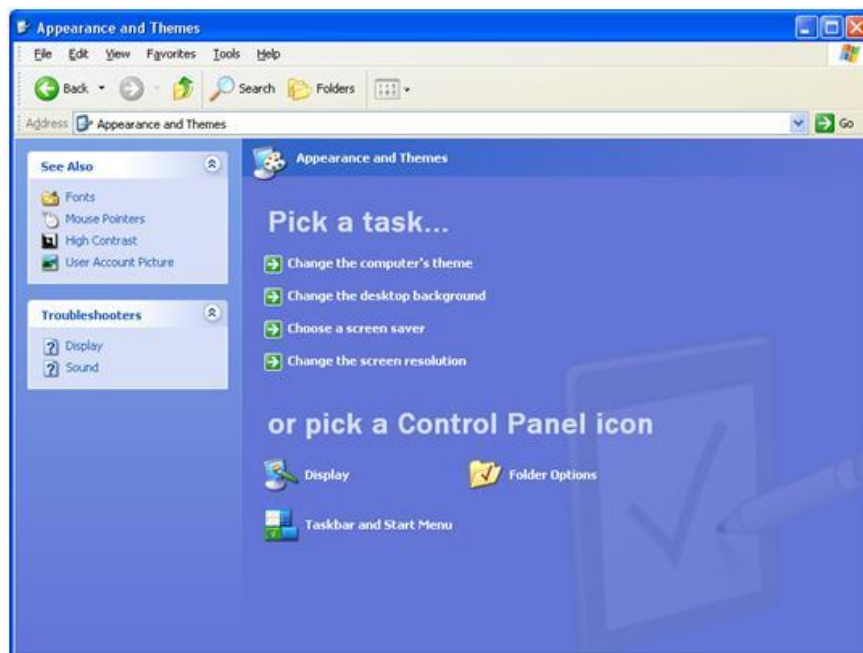 Appearance and Themes
File Edit View Favorites Tools Help
Back Search Folders
Address Appearance and Themes Go
See Also
Fonts
Mouse Pointers
High Contrast
User Account Picture
Troubleshooters
Display
Sound
Appearance and Themes
Pick a task...
Change the computer's theme
Change the desktop background
Choose a screen saver
Change the screen resolution
or pick a Control Panel icon
Display Folder Options
Taskbar and Start Menu